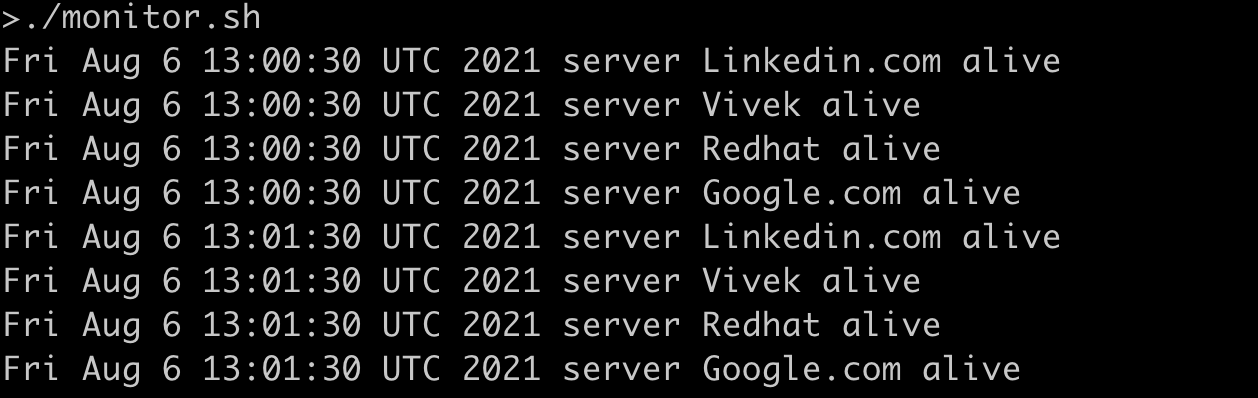 >./monitor.sh
Fri Aug 6 13:00:30 UTC 2021 server Linkedin.com alive
Fri Aug 6 13:00:30 UTC 2021 server Vivek alive
Fri Aug 6 13:00:30 UTC 2021 server Redhat alive
Fri Aug 6 13:00:30 UTC 2021 server Google.com alive
Fri Aug 6 13:01:30 UTC 2021 server Linkedin.com alive
Fri Aug 6 13:01:30 UTC 2021 server Vivek alive
Fri Aug 6 13:01:30 UTC 2021 server Redhat alive
Fri Aug 6 13:01:30 UTC 2021 server Google.com alive